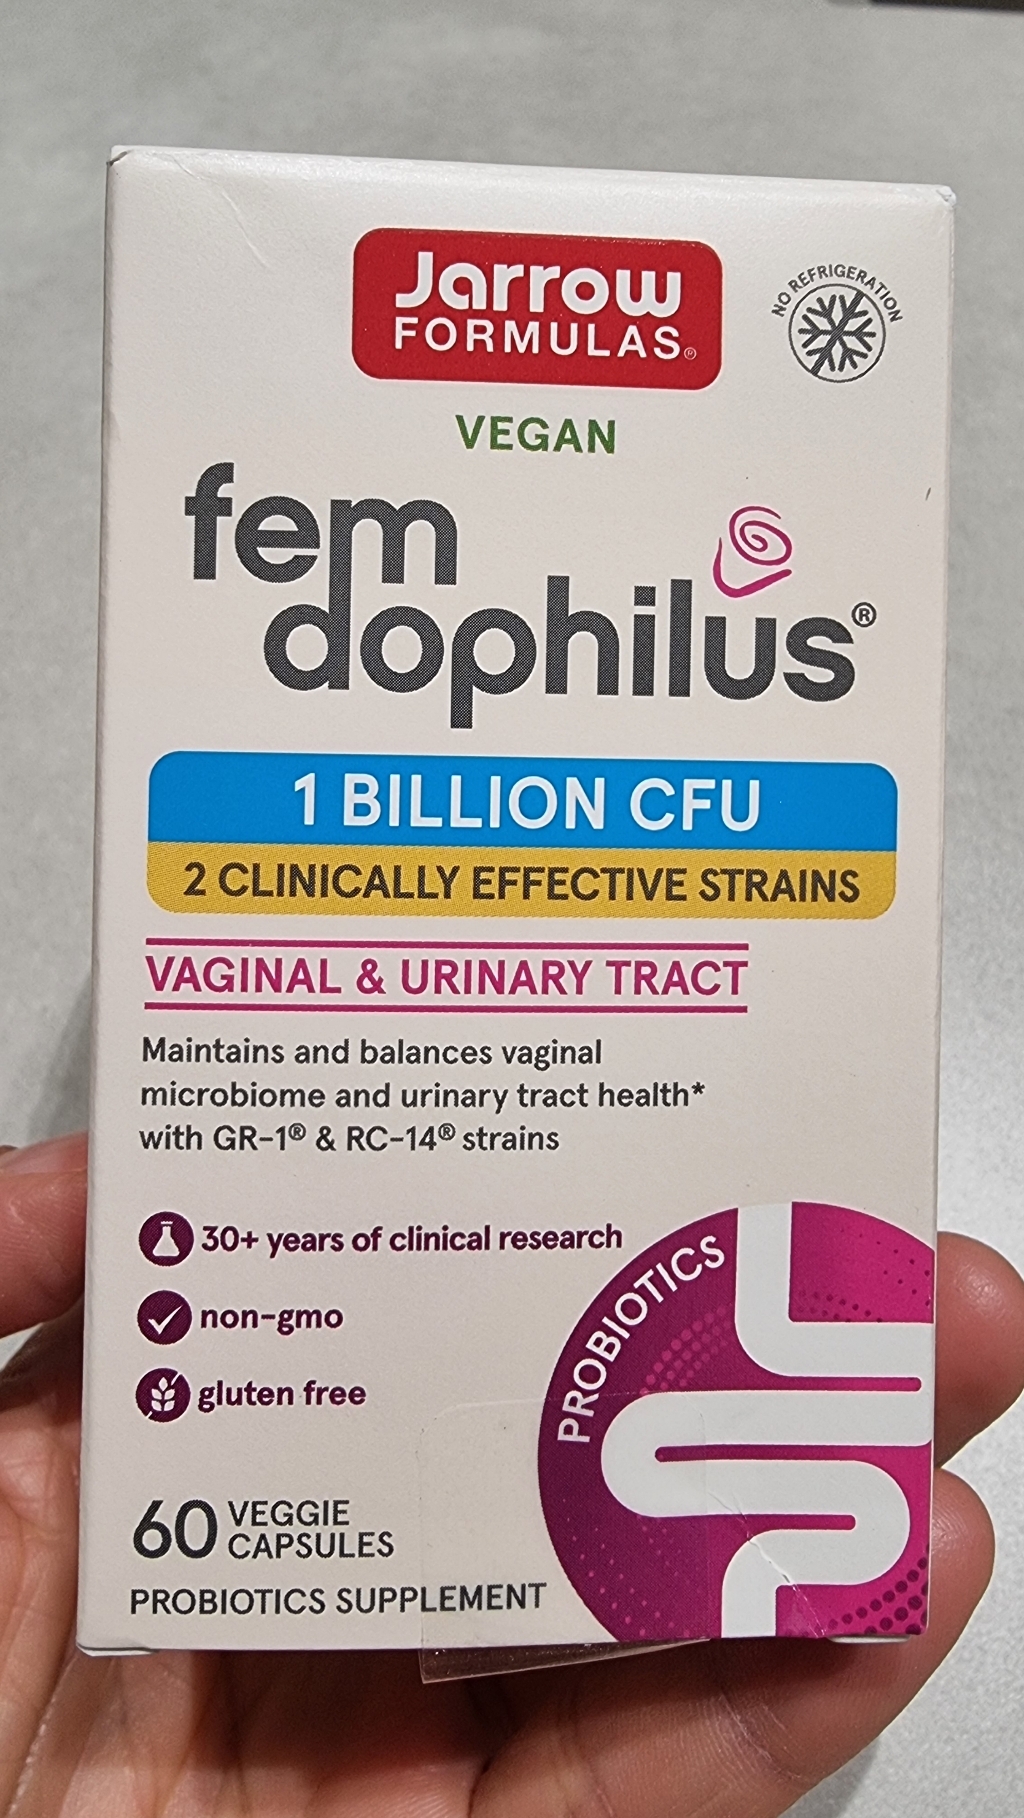 Jarrow
FORMULAS®
NO REFRIGERATION
VEGAN
fem
dophilus®
1 BILLION CFU
2 CLINICALLY EFFECTIVE STRAINS
VAGINAL & URINARY TRACT
Maintains and balances vaginal
microbiome and urinary tract health*
with GR-1® & RC-14® strains
30+ years of clinical research
non-gmo
gluten free
PROBIOTICS
60 VEGGIE
CAPSULES
PROBIOTICS SUPPLEMENT